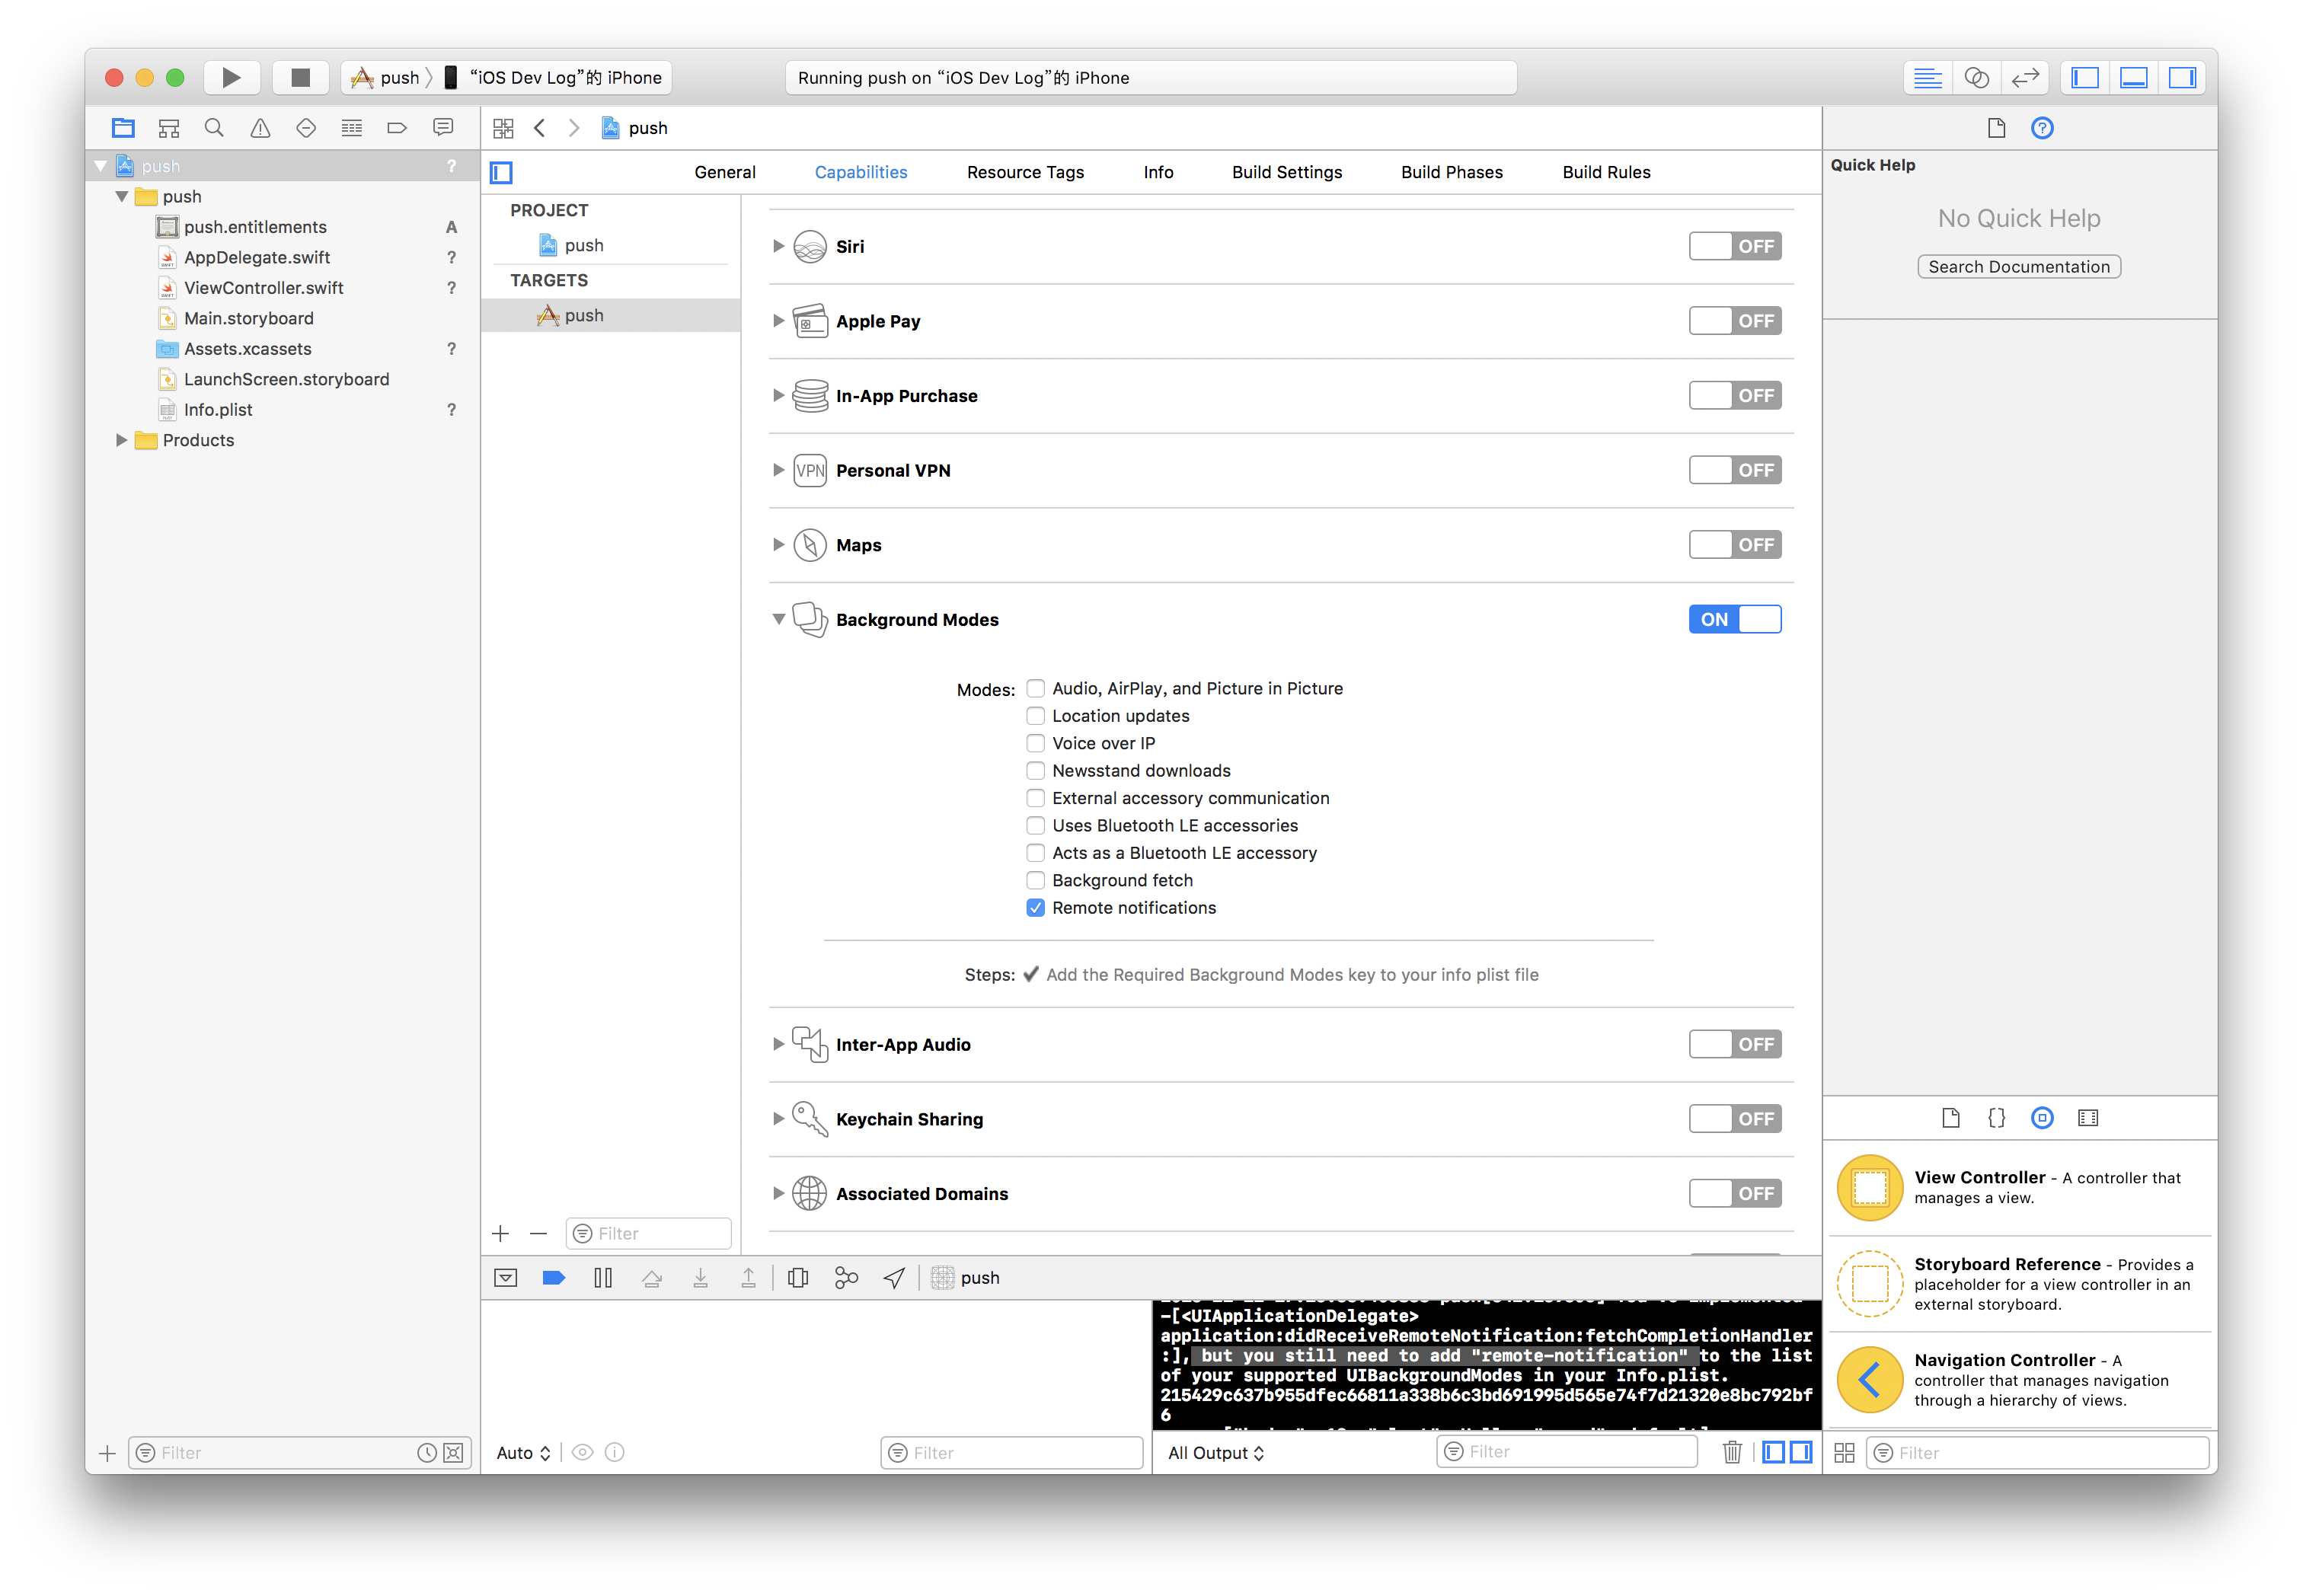 push 〉 “iOS Dev Log”的 iPhone
Running push on “iOS Dev Log”的 iPhone
push
push ?
push
push.entitlements A
AppDelegate.swift ?
ViewController.swift ?
Main.storyboard
Assets.xcassets ?
LaunchScreen.storyboard
Info.plist ?
Products
General Capabilities Resource Tags Info Build Settings Build Phases Build Rules
PROJECT
push
TARGETS
push
Siri OFF
Apple Pay OFF
In-App Purchase OFF
VPN Personal VPN OFF
Maps OFF
Background Modes ON
Modes: Audio, AirPlay, and Picture in Picture
Location updates
Voice over IP
Newsstand downloads
External accessory communication
Uses Bluetooth LE accessories
Acts as a Bluetooth LE accessory
Background fetch
Remote notifications
Steps: ✔ Add the Required Background Modes key to your info plist file
Inter-App Audio OFF
Keychain Sharing OFF
Associated Domains OFF
Filter
push
-[<UIApplicationDelegate>
application:didReceiveRemoteNotification:fetchCompletionHandler
:], but you still need to add "remote-notification" to the list
of your supported UIBackgroundModes in your Info.plist.
215429c637b955dfec66811a338b6c3bd691995d565e74f7d21320e8bc792bf
6
Filter
Auto
Filter
All Output
Filter
Quick Help
No Quick Help
Search Documentation
{}
View Controller - A controller that
manages a view.
Storyboard Reference - Provides a
placeholder for a view controller in an
external storyboard.
Navigation Controller - A
controller that manages navigation
through a hierarchy of views.
Filter